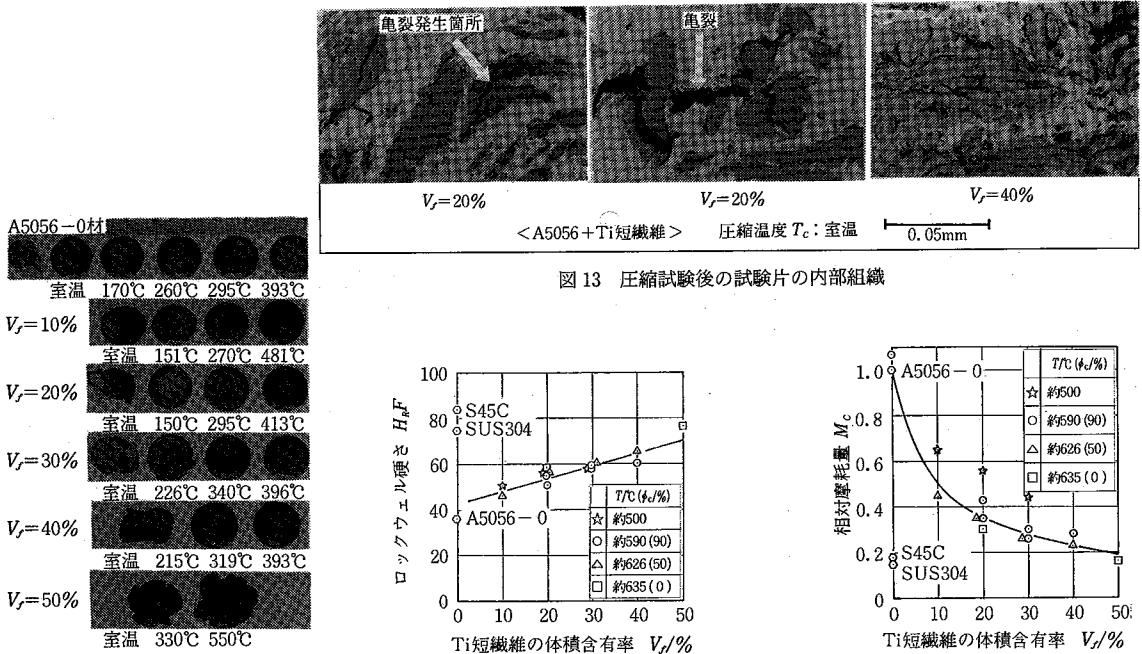 亀裂発生箇所
亀裂
V_f=20%
V_f=20%
V_f=40%
<A5056+Ti短繊維> 圧縮温度 T_c:室温
0.05mm
図 13 圧縮試験後の試験片の内部組織
A5056-0材
室温 170℃ 260℃ 295℃ 393℃
V_f=10%
室温 151℃ 270℃ 481℃
V_f=20%
室温 150℃ 295℃ 413℃
V_f=30%
室温 226℃ 340℃ 396℃
V_f=40%
室温 215℃ 319℃ 393℃
V_f=50%
室温 330℃ 550℃
ロックウェル硬さ H_RF
100
80
60
40
20
0
S45C
SUS304
A5056-0
T/℃(φ_c/%)
約500
約590(90)
約626(50)
約635(0)
0 10 20 30 40 50
Ti短繊維の体積含有率 V_f/%
相対摩耗量 M_c
1.0
0.8
0.6
0.4
0.2
0
A5056-0
S45C
SUS304
T/℃(φ_c/%)
約500
約590(90)
約626(50)
約635(0)
0 10 20 30 40 50
Ti短繊維の体積含有率 V_f/%